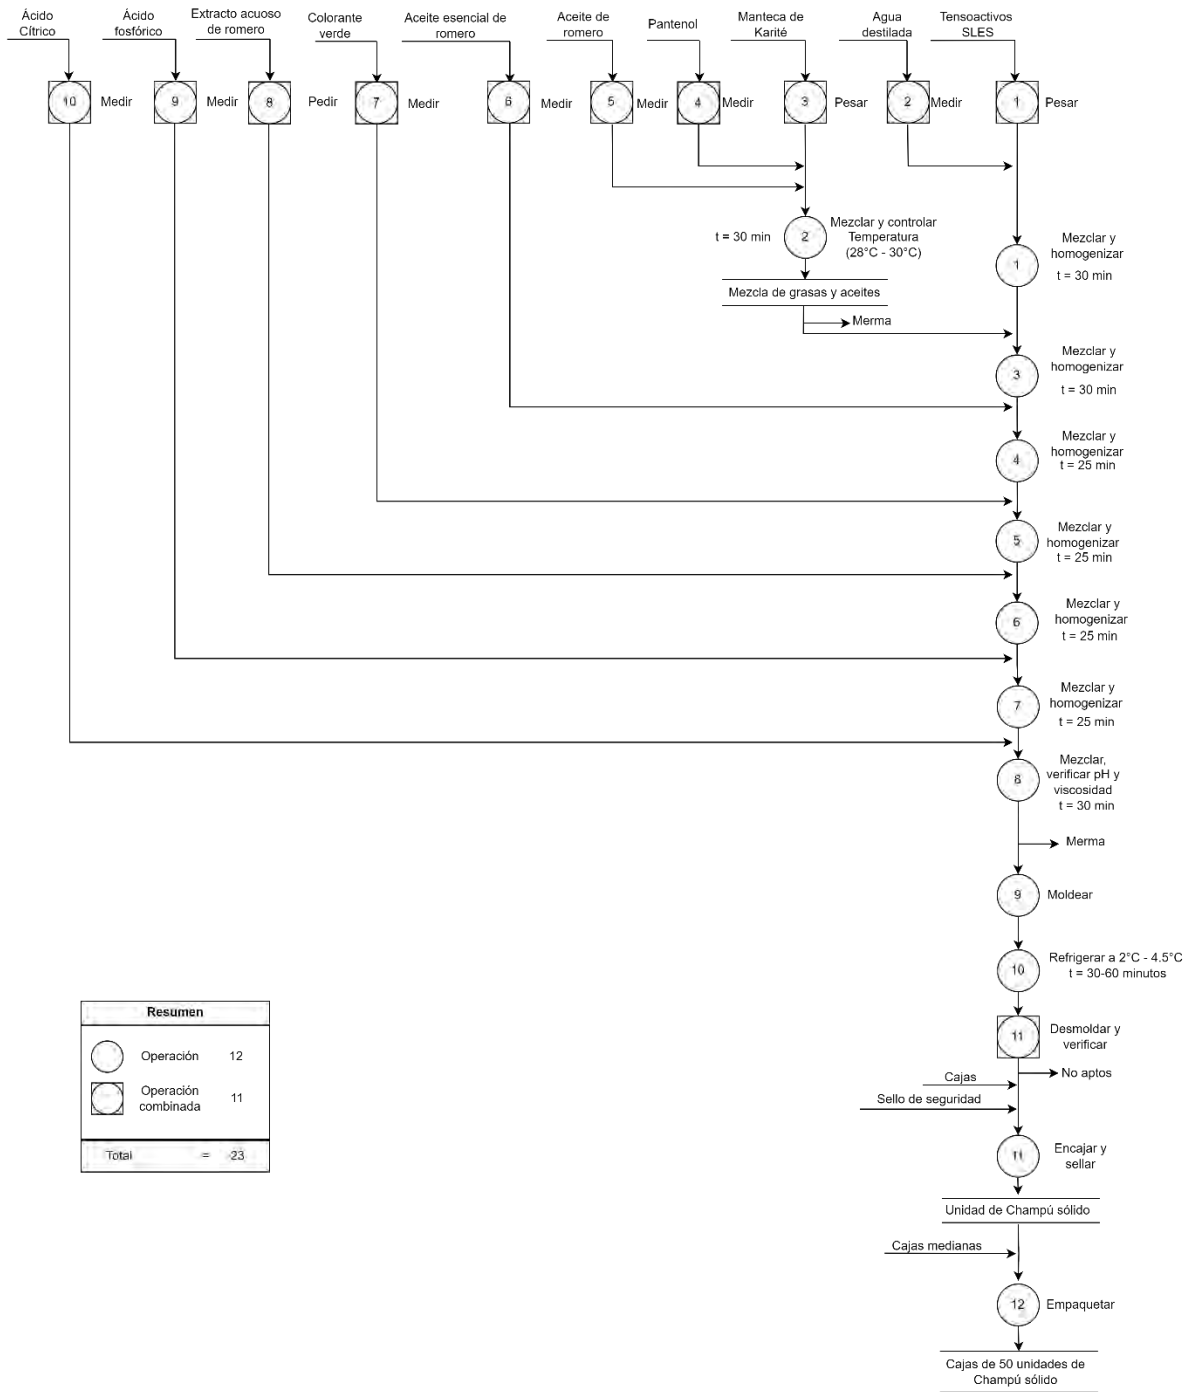 Ácido
Cítrico
Ácido
fosfórico
Extracto acuoso
de romero
Colorante
verde
Aceite esencial de
romero
Aceite de
romero
Pantenol
Manteca de
Karité
Agua
destilada
Tensoactivos
SLES
10 Medir
9 Medir
8 Pedir
7 Medir
6 Medir
5 Medir
4 Medir
3 Pesar
2 Medir
1 Pesar
t = 30 min
2
Mezclar y controlar
Temperatura
(28°C - 30°C)
Mezcla de grasas y aceites
Merma
1
Mezclar y
homogenizar
t = 30 min
3
Mezclar y
homogenizar
t = 30 min
4
Mezclar y
homogenizar
t = 25 min
5
Mezclar y
homogenizar
t = 25 min
6
Mezclar y
homogenizar
t = 25 min
7
Mezclar y
homogenizar
t = 25 min
8
Mezclar,
verificar pH y
viscosidad
t = 30 min
Merma
9 Moldear
10
Refrigerar a 2°C - 4.5°C
t = 30-60 minutos
11
Desmoldar y
verificar
No aptos
Cajas
Sello de seguridad
11
Encajar y
sellar
Unidad de Champú sólido
Cajas medianas
12 Empaquetar
Cajas de 50 unidades de
Champú sólido
Resumen
Operación 12
Operación
combinada
11
Total = 23